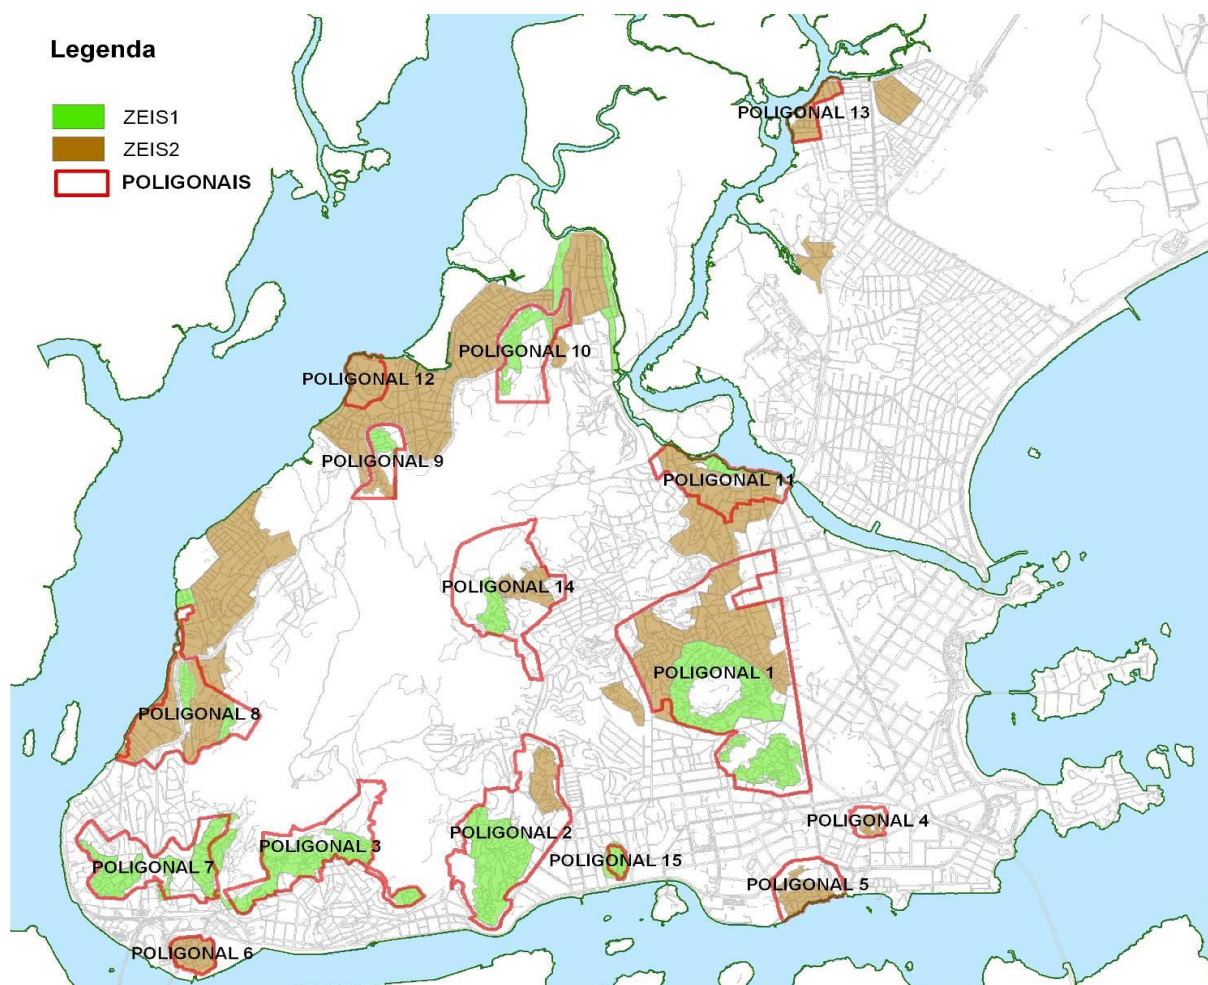 Legenda
ZEIS1
ZEIS2
POLIGONAIS
POLIGONAL 13
POLIGONAL 10
POLIGONAL 12
POLIGONAL 9
POLIGONAL 11
POLIGONAL 14
POLIGONAL 1
POLIGONAL 8
POLIGONAL 4
POLIGONAL 2
POLIGONAL 3
POLIGONAL 15
POLIGONAL 7
POLIGONAL 5
POLIGONAL 6